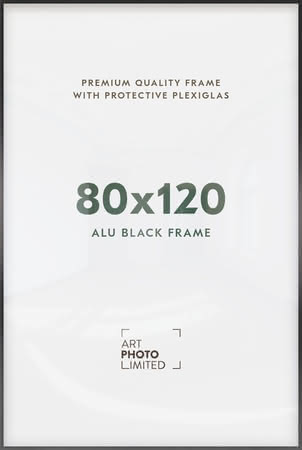 PREMIUM QUALITY FRAME
WITH PROTECTIVE PLEXIGLAS
80x120
ALU BLACK FRAME
ART
PHOTO
LIMITED